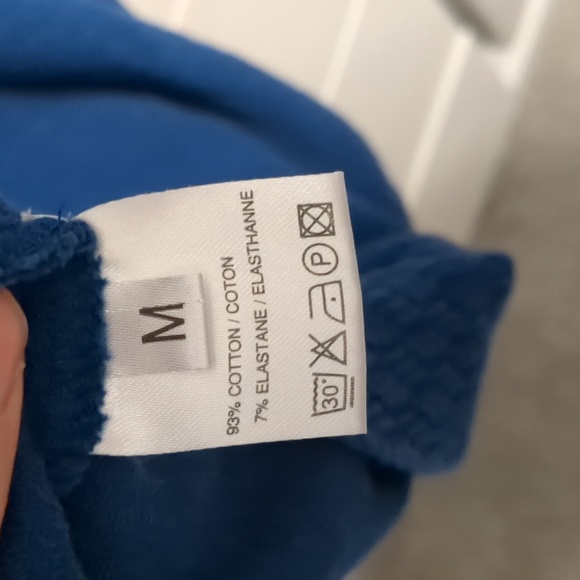 M
93% COTTON / COTON
7% ELASTANE / ELASTHANNE
30°
P